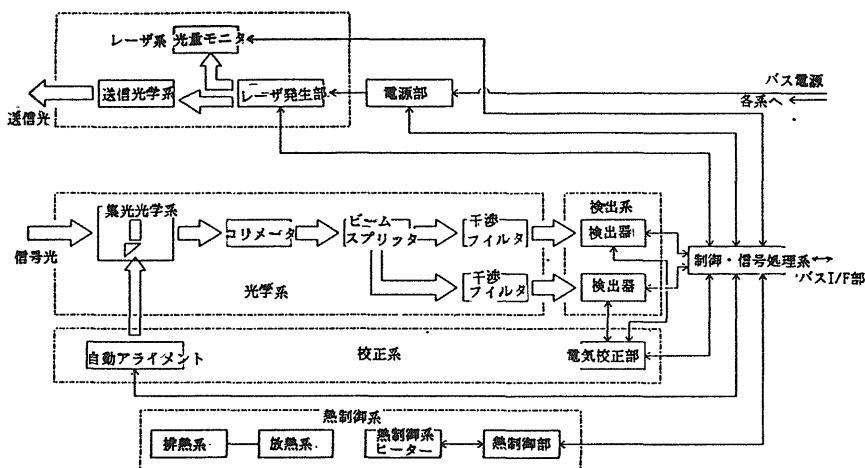 レーザ系
光量モニタ
送信光学系
レーザ発生部
電源部
バス電源
各系へ
送信光
集光光学系
コリメータ
ビーム
スプリッタ
干渉
フィルタ
検出系
検出器
信号光
制御・信号処理系
バスI/F部
干渉
フィルタ
検出器
光学系
自動アライメント
校正系
電気校正部
熱制御系
排熱系
放熱系
熱制御系
ヒーター
熱制御部